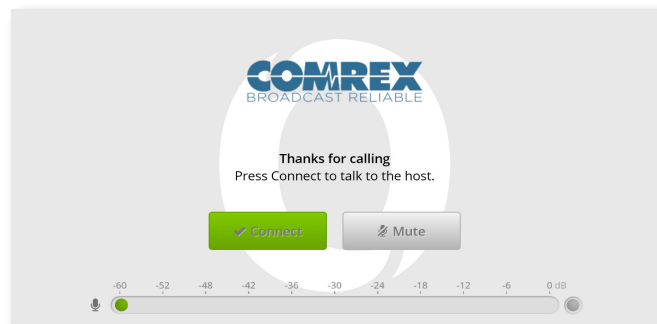 COMREX
BROADCAST RELIABLE
Thanks for calling
Press Connect to talk to the host.
Connect Mute
-60 -52 -48 -42 -36 -30 -24 -18 -12 -6 0 dB